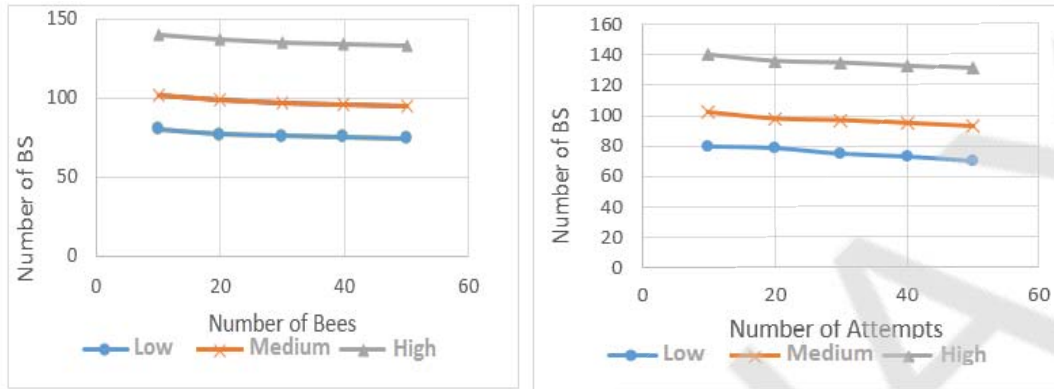 150
100
50
0
0 20 40 60
Number of BS
Number of Bees
Low Medium High
160
140
120
100
80
60
40
20
0
0 20 40 60
Number of BS
Number of Attempts
Low Medium High